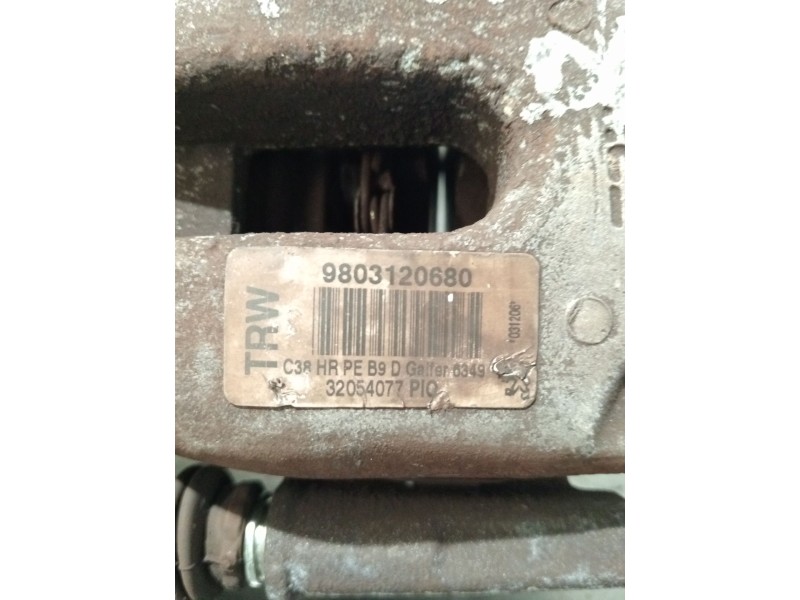 TRW
9803120680
C38 HR PE B9 D Galfer 6349
32054077 PIO
*031206*